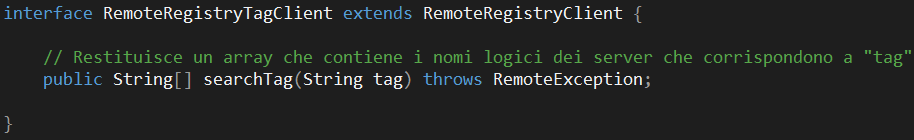 interface RemoteRegistryTagClient extends RemoteRegistryClient {
// Restituisce un array che contiene i nomi logici dei server che corrispondono a "tag"
public String[] searchTag(String tag) throws RemoteException;
}